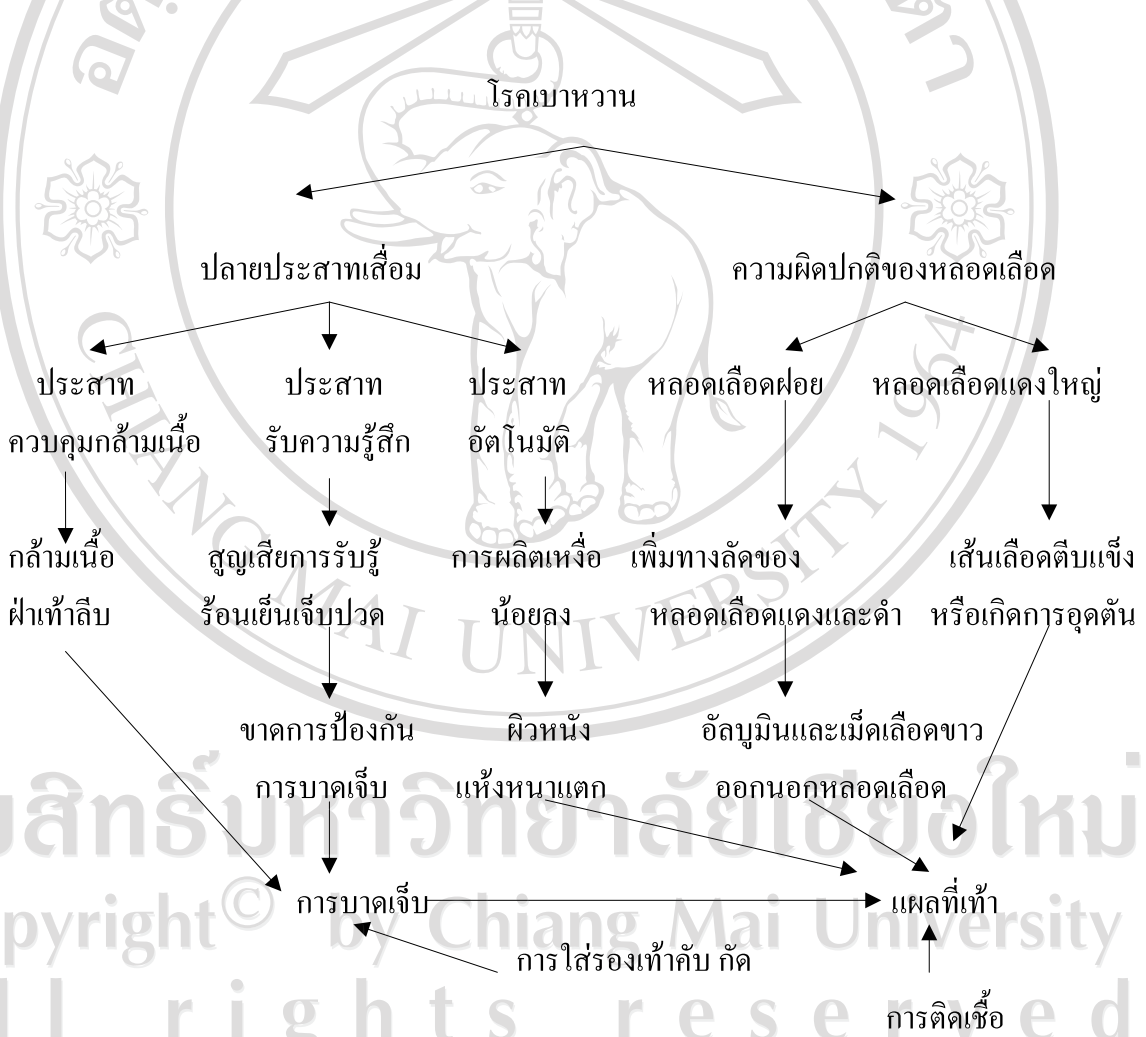 โรคเบาหวาน
ปลายประสาทเสื่อม ความผิดปกติของหลอดเลือด
ประสาท ประสาท ประสาท หลอดเลือดฝอย หลอดเลือดแดงใหญ่
ควบคุมกล้ามเนื้อ รับความรู้สึก อัตโนมัติ
กล้ามเนื้อ สูญเสียการรับรู้ การผลิตเหงื่อ เพิ่มทางลัดของ เส้นเลือดตีบแข็ง
ฝ่าเท้าลีบ ร้อนเย็นเจ็บปวด น้อยลง หลอดเลือดแดงและดำ หรือเกิดการอุดตัน
ขาดการป้องกัน ผิวหนัง อัลบูมินและเม็ดเลือดขาว
การบาดเจ็บ แห้งหนาแตก ออกนอกหลอดเลือด
การบาดเจ็บ แผลที่เท้า
การใส่รองเท้าคับ กัด
การติดเชื้อ
CHIANG MAI UNIVERSITY 1964
สิทธิ์มหาวิทยาลัยเชียงใหม่
pyright© by Chiang Mai University
ll rights reserved